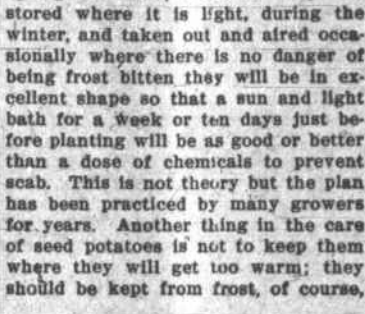 stored where it is light, during the
winter, and taken out and aired occa-
sionally where there is no danger of
being frost bitten they will be in ex-
cellent shape so that a sun and light
bath for a week or ten days just be-
fore planting will be as good or better
than a dose of chemicals to prevent
scab. This is not theory but the plan
has been practiced by many growers
for years. Another thing in the care
of seed potatoes is not to keep them
where they will get too warm; they
should be kept from frost, of course,